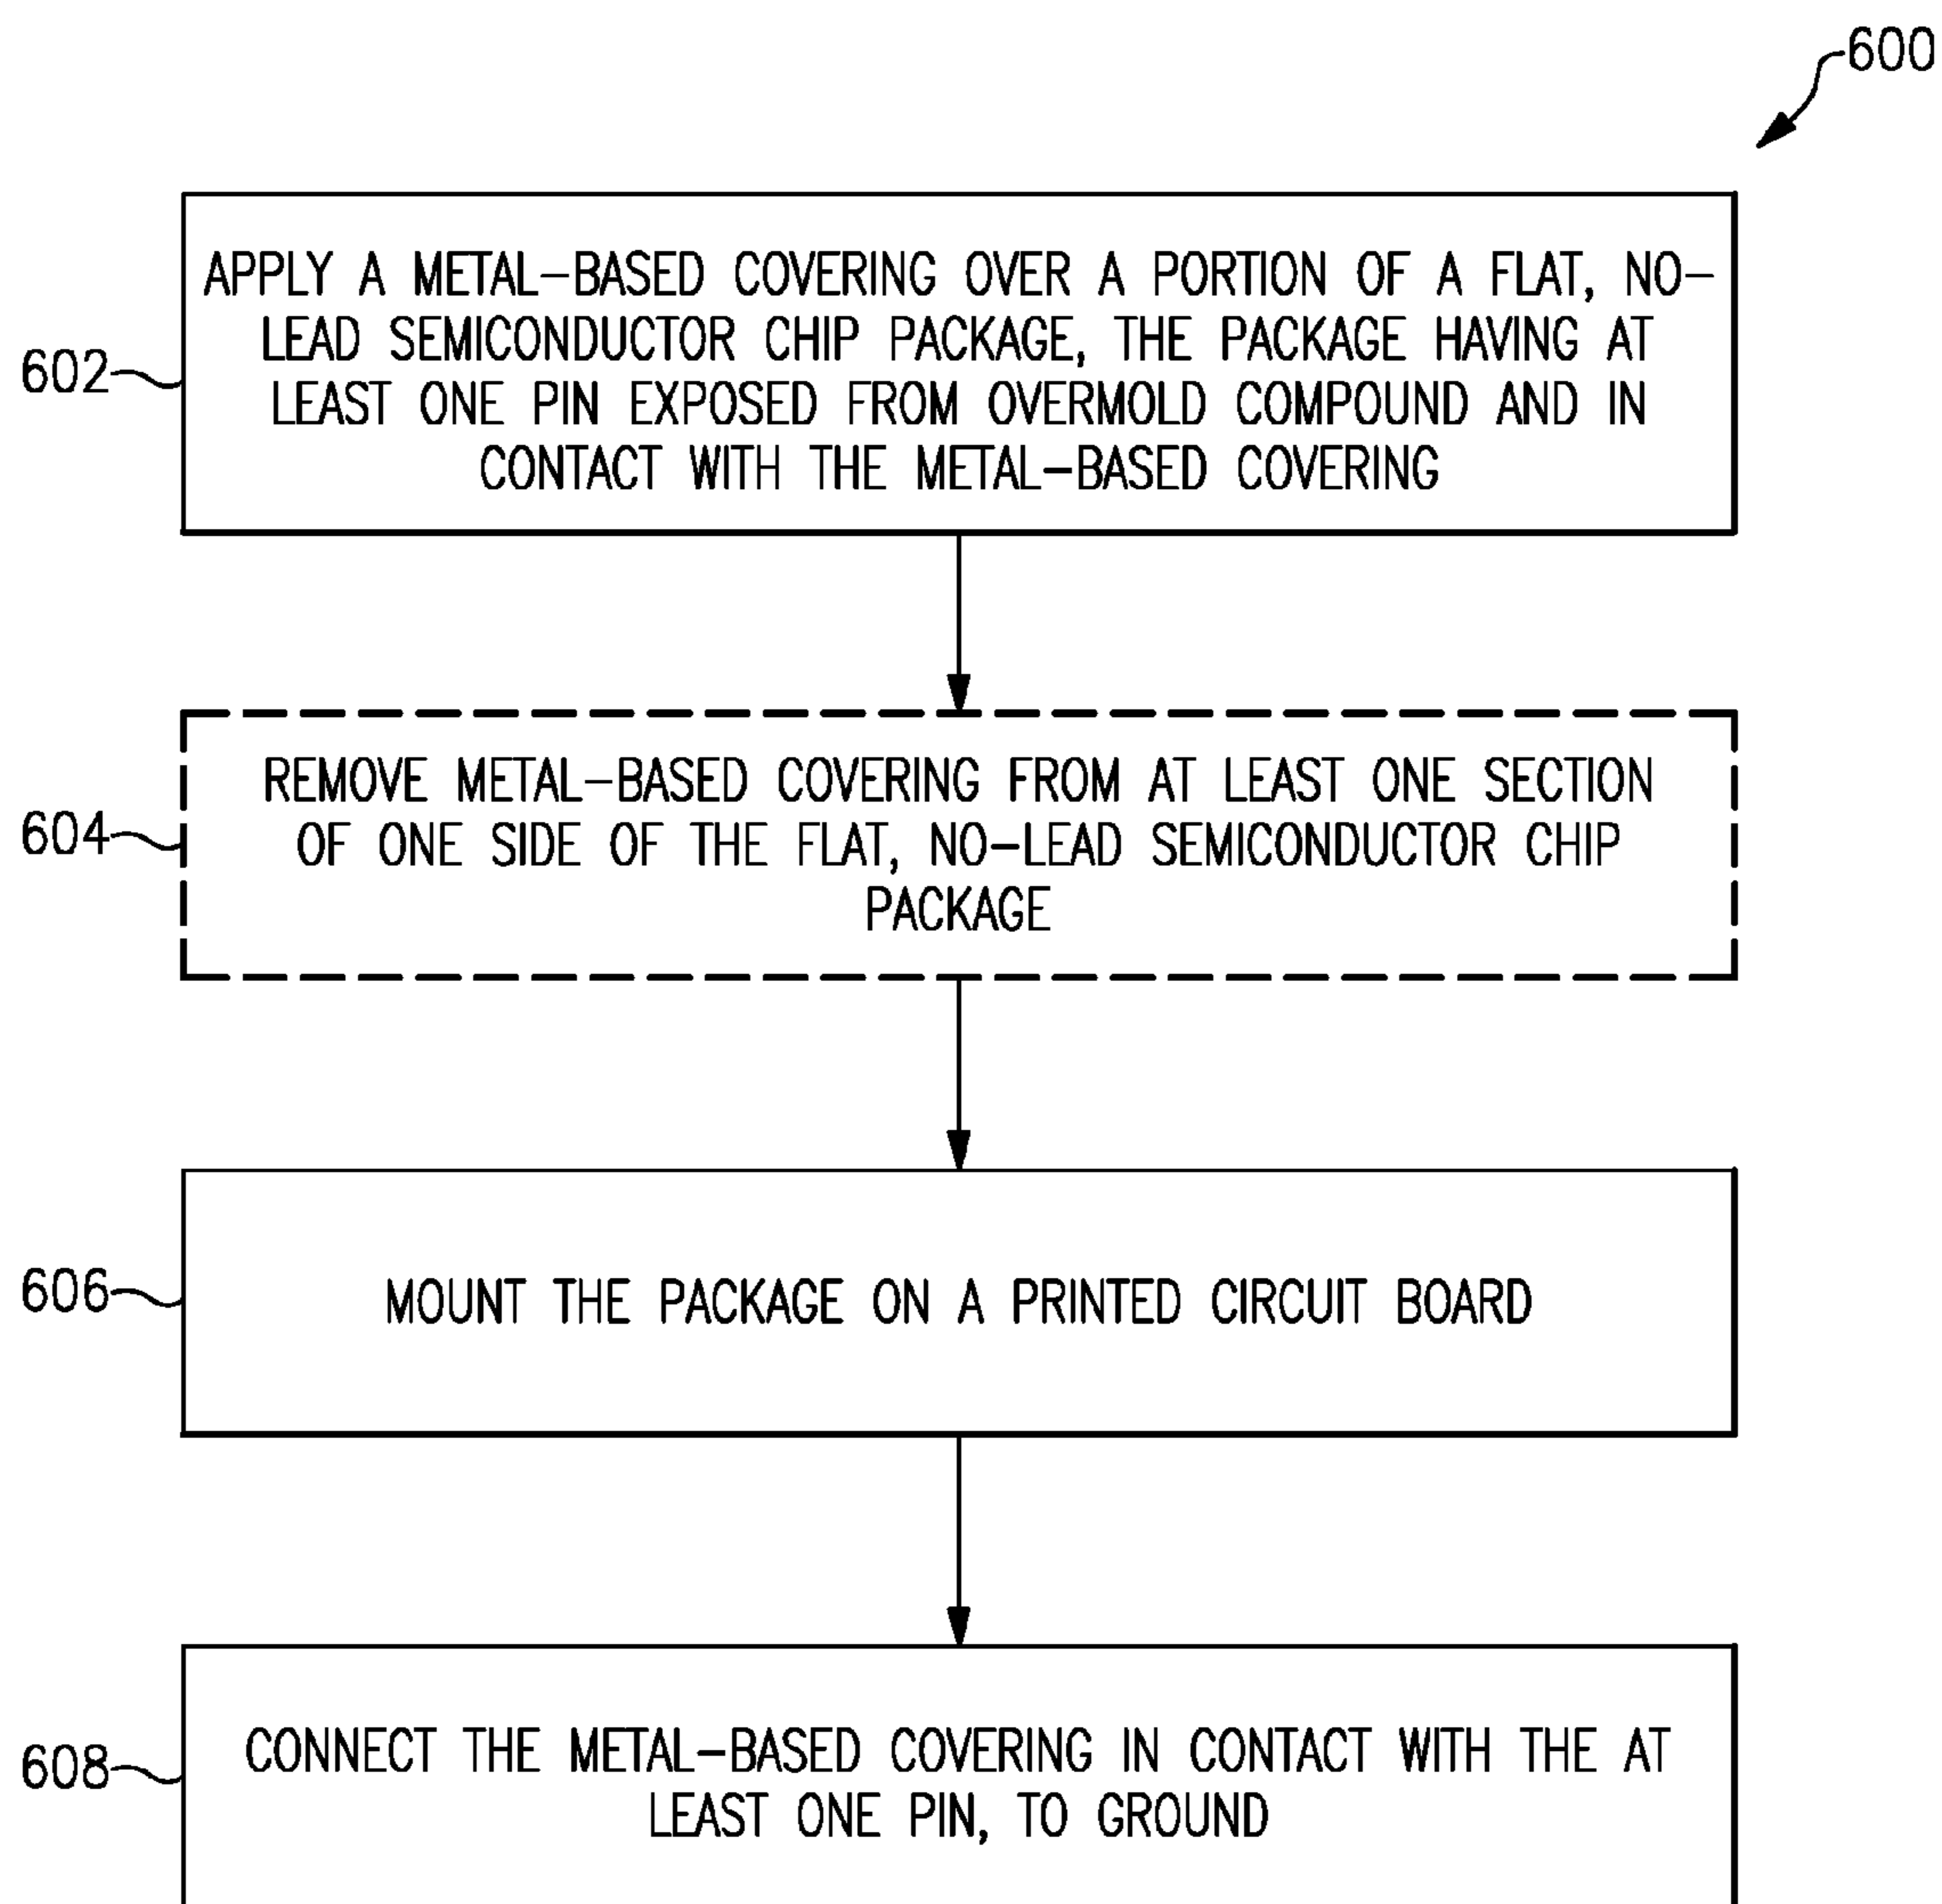 600
APPLY A METAL-BASED COVERING OVER A PORTION OF A FLAT, NO-
LEAD SEMICONDUCTOR CHIP PACKAGE, THE PACKAGE HAVING AT
602
LEAST ONE PIN EXPOSED FROM OVERMOLD COMPOUND AND IN
CONTACT WITH THE METAL-BASED COVERING
REMOVE METAL-BASED COVERING FROM AT LEAST ONE SECTION
604
OF ONE SIDE OF THE FLAT, NO-LEAD SEMICONDUCTOR CHIP
PACKAGE
606
MOUNT THE PACKAGE ON A PRINTED CIRCUIT BOARD
608
CONNECT THE METAL-BASED COVERING IN CONTACT WITH THE AT
LEAST ONE PIN, TO GROUND